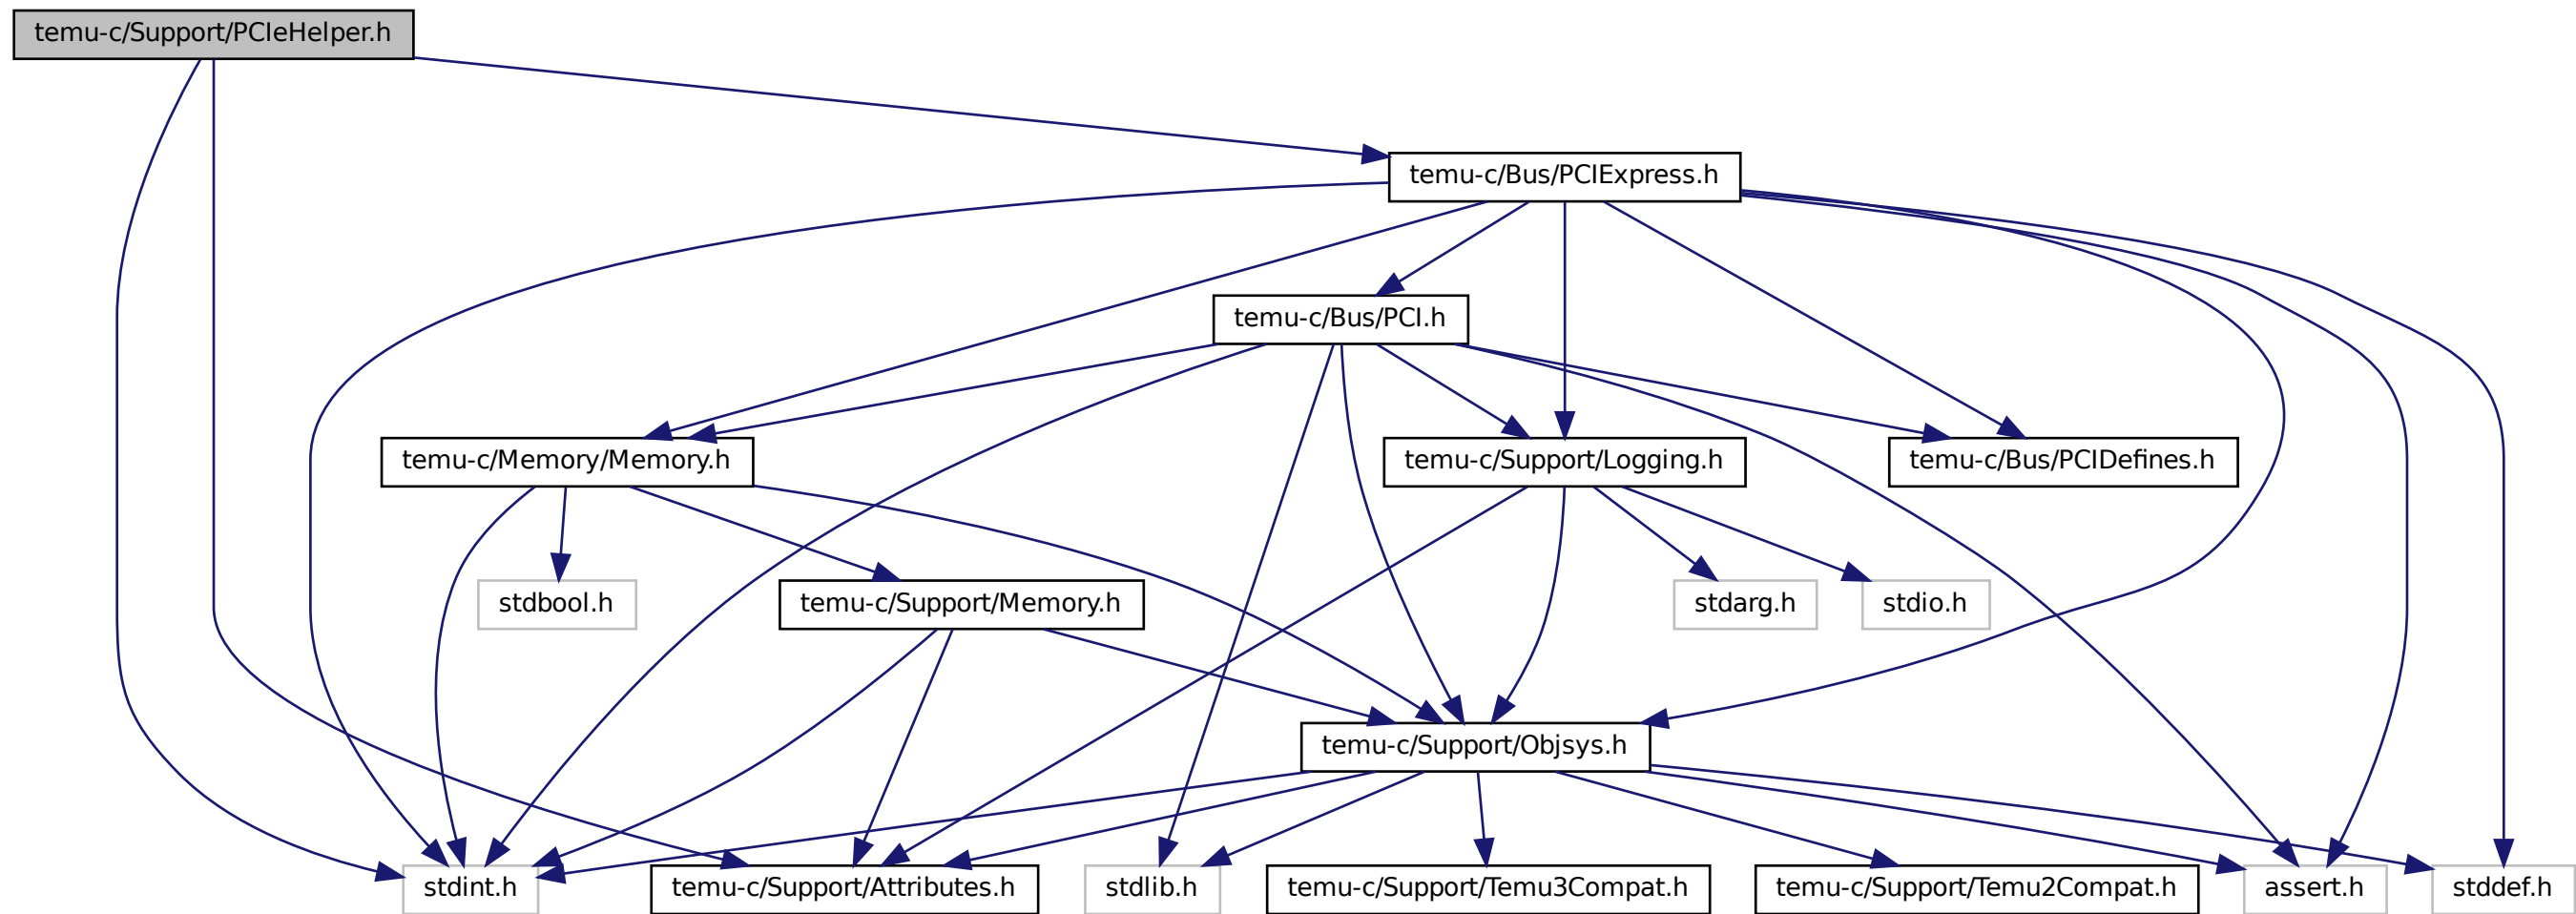 temu-c/Support/PCIeHelper.h
temu-c/Bus/PCIExpress.h
temu-c/Bus/PCI.h
temu-c/Memory/Memory.h
temu-c/Support/Logging.h
temu-c/Bus/PCIDefines.h
stdbool.h
temu-c/Support/Memory.h
stdarg.h
stdio.h
temu-c/Support/Objsys.h
stdint.h
temu-c/Support/Attributes.h
stdlib.h
temu-c/Support/Temu3Compat.h
temu-c/Support/Temu2Compat.h
assert.h
stddef.h